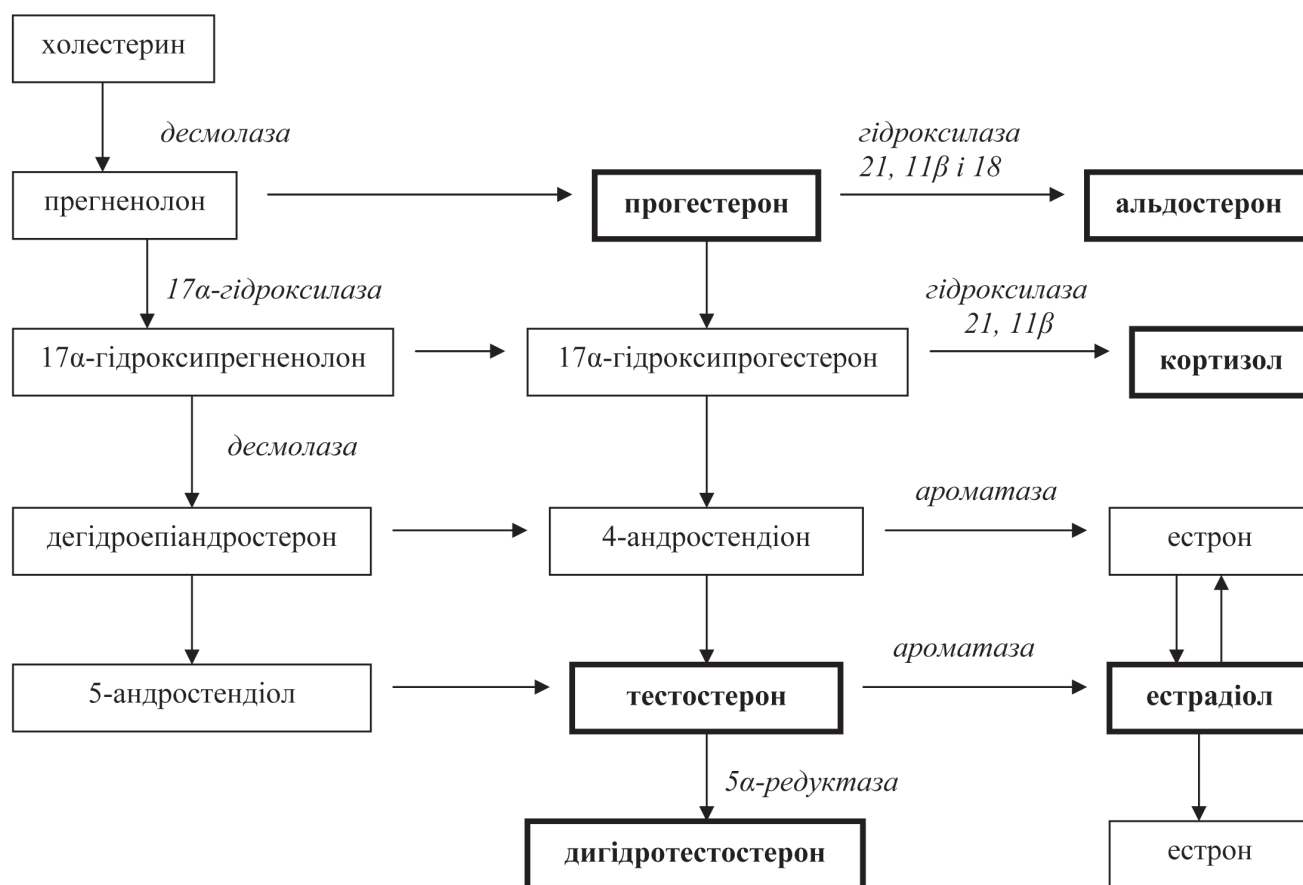 холестерин
десмолаза
гідроксилаза
21, 11β і 18
прегненолон
прогестерон
альдостерон
17α-гідроксилаза
гідроксилаза
21, 11β
17α-гідроксипрегненолон
17α-гідроксипрогестерон
кортизол
десмолаза
ароматаза
дегідроепіандростерон
4-андростендіон
естрон
ароматаза
5-андростендіол
тестостерон
естрадіол
5α-редуктаза
дигідротестостерон
естрон